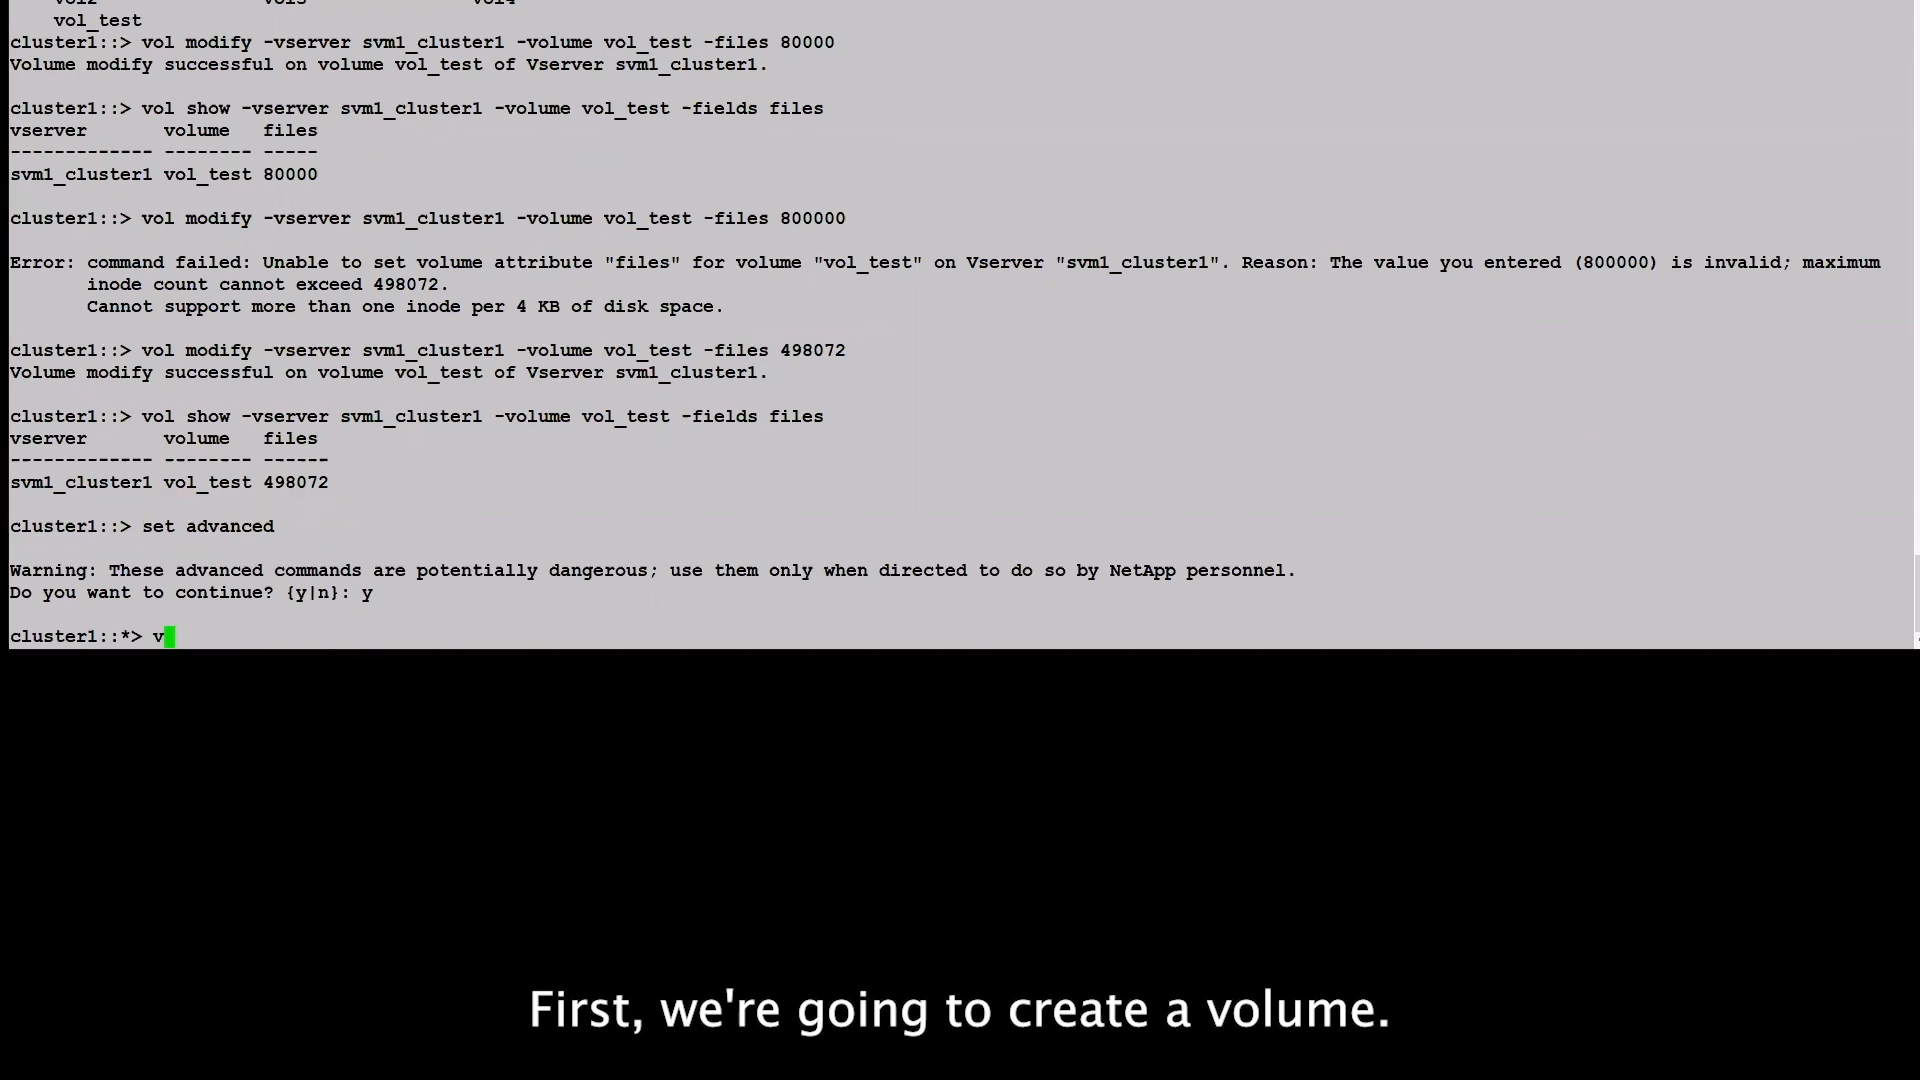 vol2 vol3 vol4
vol_test
cluster1::> vol modify -vserver svm1_cluster1 -volume vol_test -files 80000
Volume modify successful on volume vol_test of Vserver svm1_cluster1.
cluster1::> vol show -vserver svm1_cluster1 -volume vol_test -fields files
vserver volume files
------------- -------- -----
svm1_cluster1 vol_test 80000
cluster1::> vol modify -vserver svm1_cluster1 -volume vol_test -files 800000
Error: command failed: Unable to set volume attribute "files" for volume "vol_test" on Vserver "svm1_cluster1". Reason: The value you entered (800000) is invalid; maximum
inode count cannot exceed 498072.
Cannot support more than one inode per 4 KB of disk space.
cluster1::> vol modify -vserver svm1_cluster1 -volume vol_test -files 498072
Volume modify successful on volume vol_test of Vserver svm1_cluster1.
cluster1::> vol show -vserver svm1_cluster1 -volume vol_test -fields files
vserver volume files
------------- -------- ------
svm1_cluster1 vol_test 498072
cluster1::> set advanced
Warning: These advanced commands are potentially dangerous; use them only when directed to do so by NetApp personnel.
Do you want to continue? {y|n}: y
cluster1::*> v
First, we're going to create a volume.